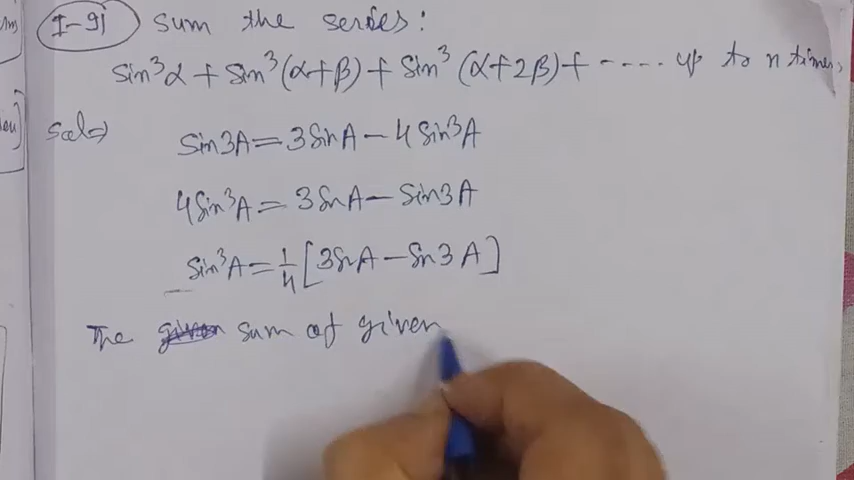 I-91 Sum the series:
Sin³α + Sin³(α+β) + Sin³(α+2β) + ..... up to n times,
Sol⇒ Sin3A = 3SinA − 4Sin³A
4Sin³A = 3SinA − Sin3A
Sin³A = 1/4 [3SinA − Sin3A]
The sum of given